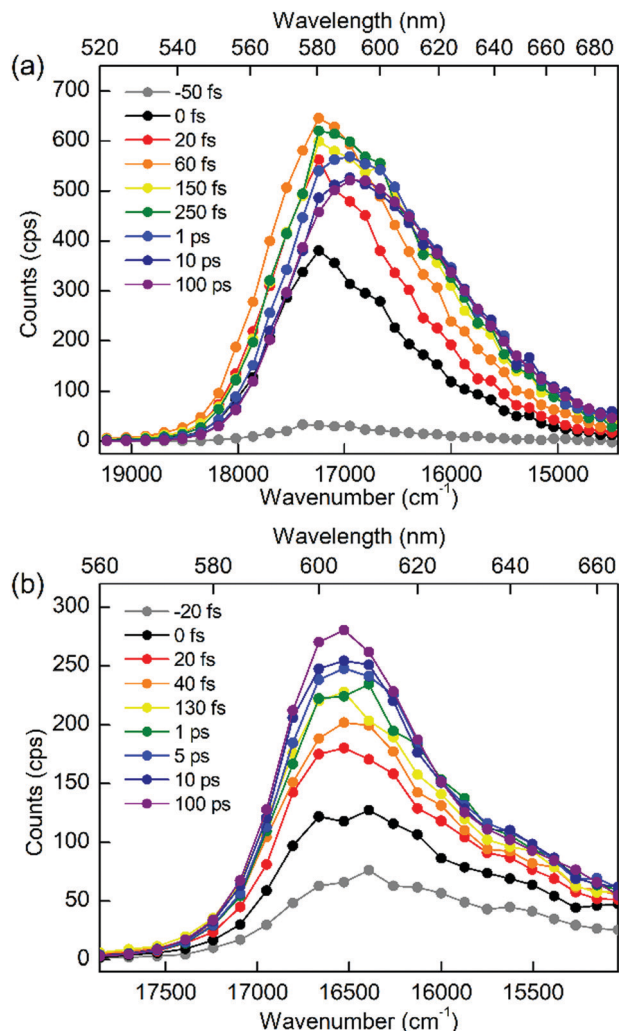 Wavelength (nm)
520 540 560 580 600 620 640 660 680
(a)
700
600
500
400
300
200
100
0
Counts (cps)
-50 fs
0 fs
20 fs
60 fs
150 fs
250 fs
1 ps
10 ps
100 ps
19000 18000 17000 16000 15000
Wavenumber (cm⁻¹)
Wavelength (nm)
560 580 600 620 640 660
(b)
300
250
200
150
100
50
0
Counts (cps)
-20 fs
0 fs
20 fs
40 fs
130 fs
1 ps
5 ps
10 ps
100 ps
17500 17000 16500 16000 15500
Wavenumber (cm⁻¹)